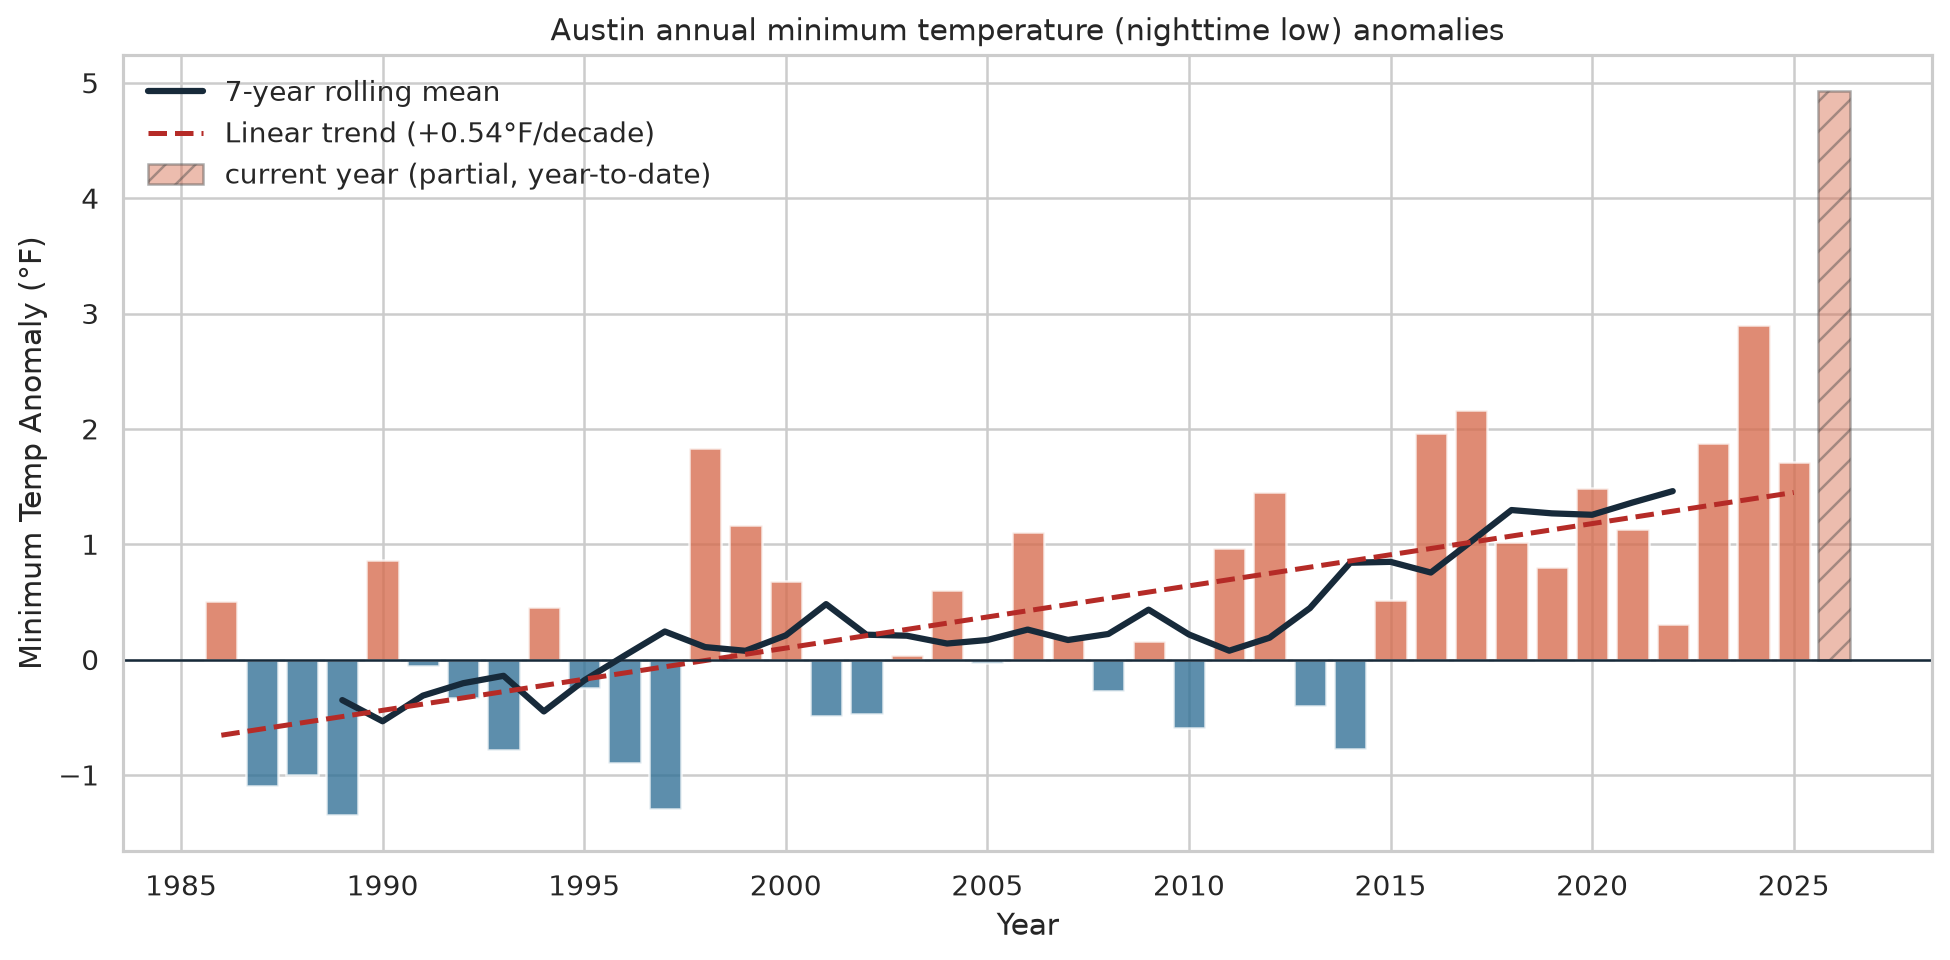 Austin annual minimum temperature (nighttime low) anomalies
7-year rolling mean
Linear trend (+0.54°F/decade)
current year (partial, year-to-date)
Minimum Temp Anomaly (°F)
5
4
3
2
1
0
−1
1985 1990 1995 2000 2005 2010 2015 2020 2025
Year